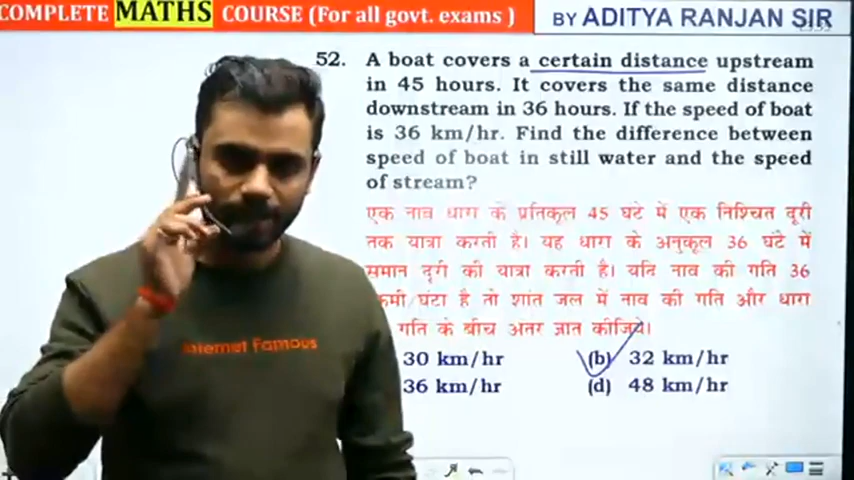 COMPLETE MATHS COURSE (For all govt. exams )
BY ADITYA RANJAN SIR
52. A boat covers a certain distance upstream
in 45 hours. It covers the same distance
downstream in 36 hours. If the speed of boat
is 36 km/hr. Find the difference between
speed of boat in still water and the speed
of stream?
एक नाव धारा के प्रतिकूल 45 घंटे में एक निश्चित दूरी
तक यात्रा करती है। यह धारा के अनुकूल 36 घंटे में
समान दूरी की यात्रा करती है। यदि नाव की गति 36
कमी/घंटा है तो शांत जल में नाव की गति और धारा
गति के बीच अंतर ज्ञात कीजिये।
30 km/hr (b) 32 km/hr
36 km/hr (d) 48 km/hr
Internet Famous